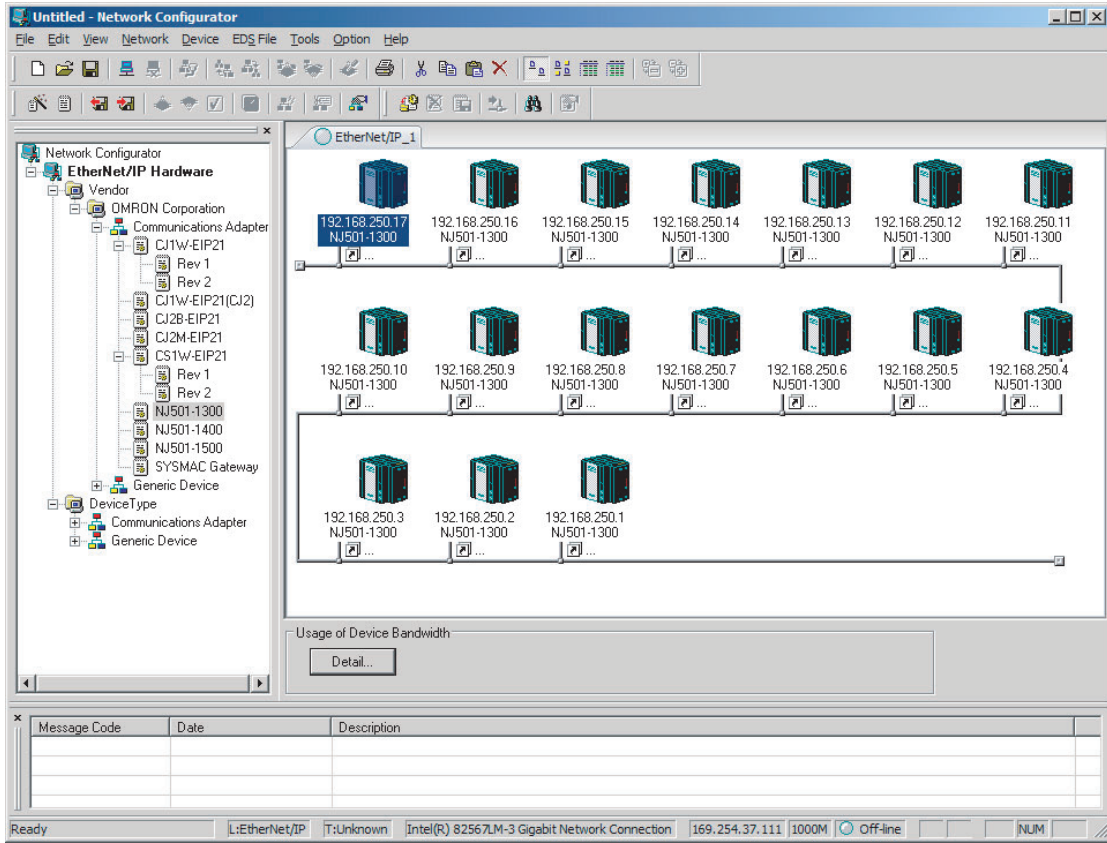 Untitled - Network Configurator
File Edit View Network Device EDS File Tools Option Help
EtherNet/IP_1
Network Configurator
EtherNet/IP Hardware
Vendor
OMRON Corporation
Communications Adapter
CJ1W-EIP21
Rev 1
Rev 2
CJ1W-EIP21(CJ2)
CJ2B-EIP21
CJ2M-EIP21
CS1W-EIP21
Rev 1
Rev 2
NJ501-1300
NJ501-1400
NJ501-1500
SYSMAC Gateway
Generic Device
DeviceType
Communications Adapter
Generic Device
192.168.250.17 192.168.250.16 192.168.250.15 192.168.250.14 192.168.250.13 192.168.250.12 192.168.250.11
NJ501-1300 NJ501-1300 NJ501-1300 NJ501-1300 NJ501-1300 NJ501-1300 NJ501-1300
... ... ... ... ... ... ...
192.168.250.10 192.168.250.9 192.168.250.8 192.168.250.7 192.168.250.6 192.168.250.5 192.168.250.4
NJ501-1300 NJ501-1300 NJ501-1300 NJ501-1300 NJ501-1300 NJ501-1300 NJ501-1300
... ... ... ... ... ... ...
192.168.250.3 192.168.250.2 192.168.250.1
NJ501-1300 NJ501-1300 NJ501-1300
... ... ...
Usage of Device Bandwidth
Detail...
Message Code Date Description
Ready L:EtherNet/IP T:Unknown Intel(R) 82567LM-3 Gigabit Network Connection 169.254.37.111 1000M Off-line NUM